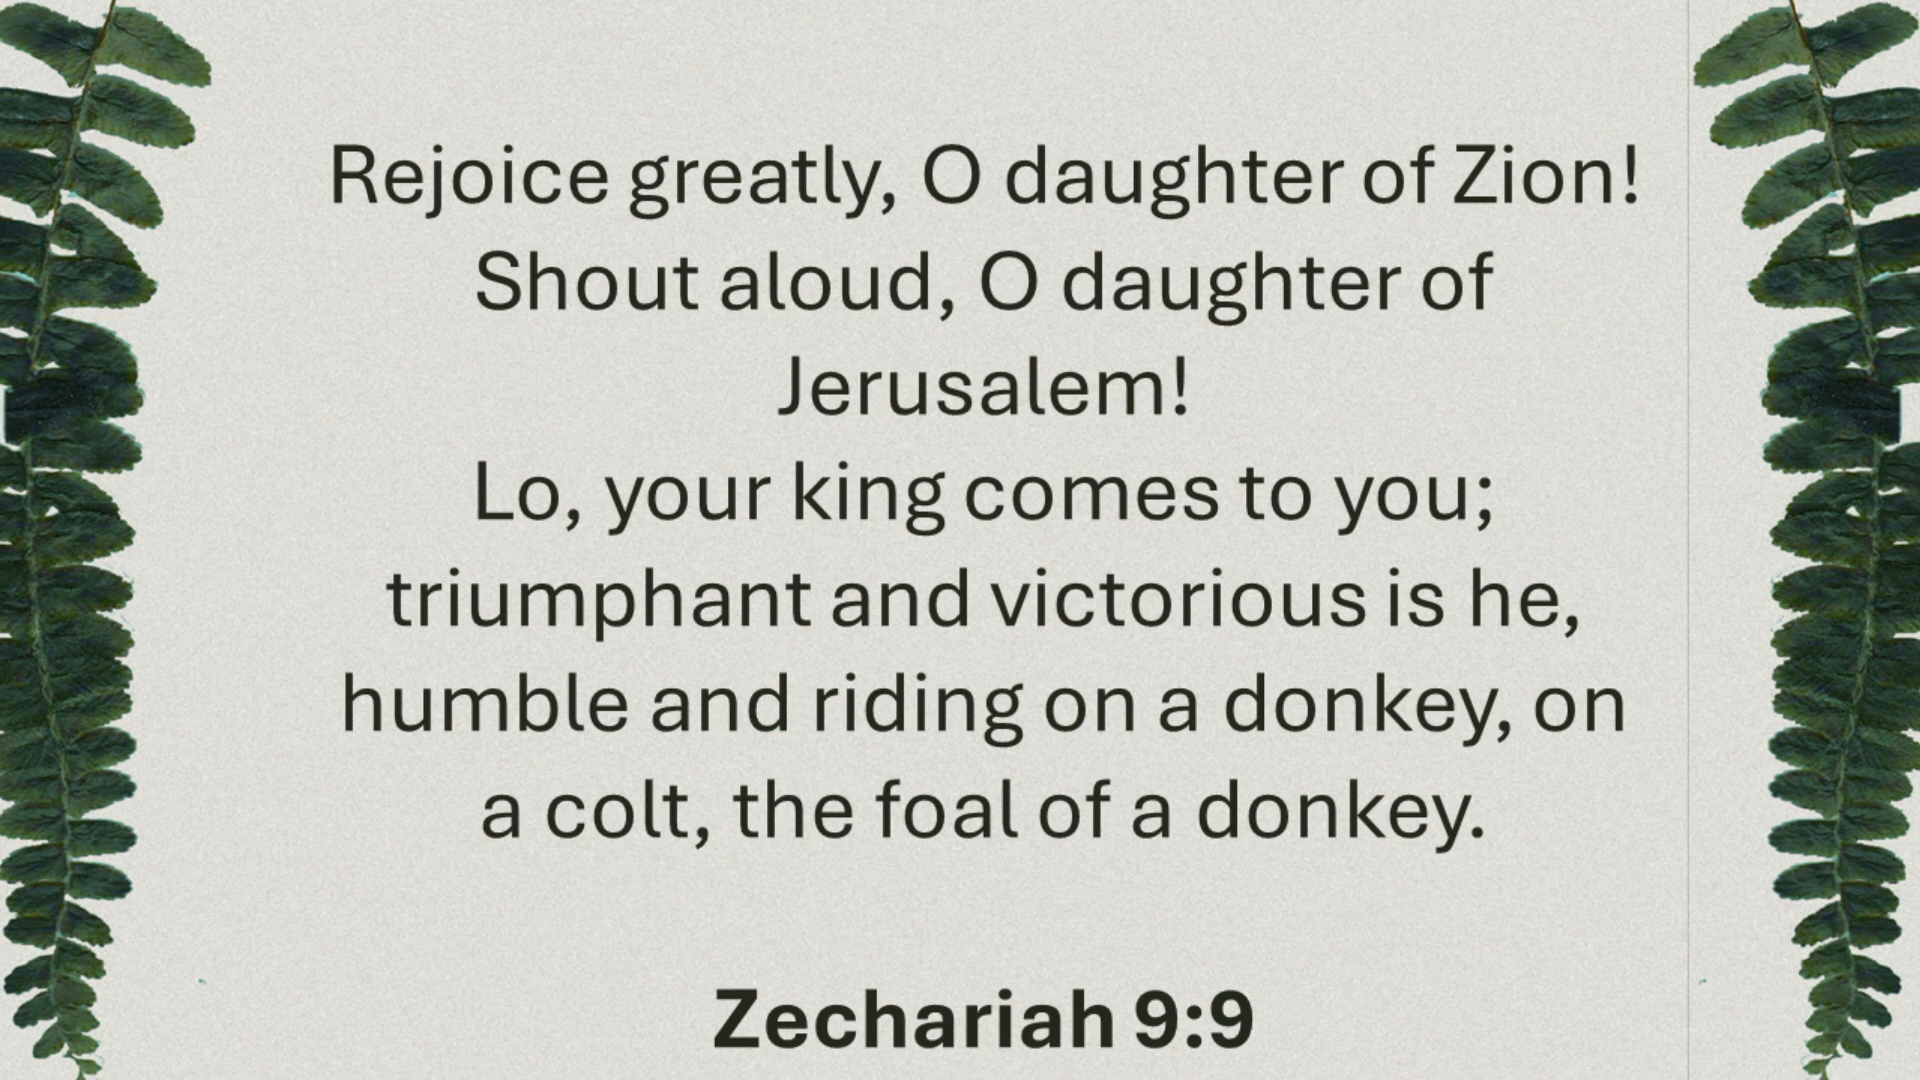 Rejoice greatly, O daughter of Zion!
Shout aloud, O daughter of
Jerusalem!
Lo, your king comes to you;
triumphant and victorious is he,
humble and riding on a donkey, on
a colt, the foal of a donkey.
Zechariah 9:9